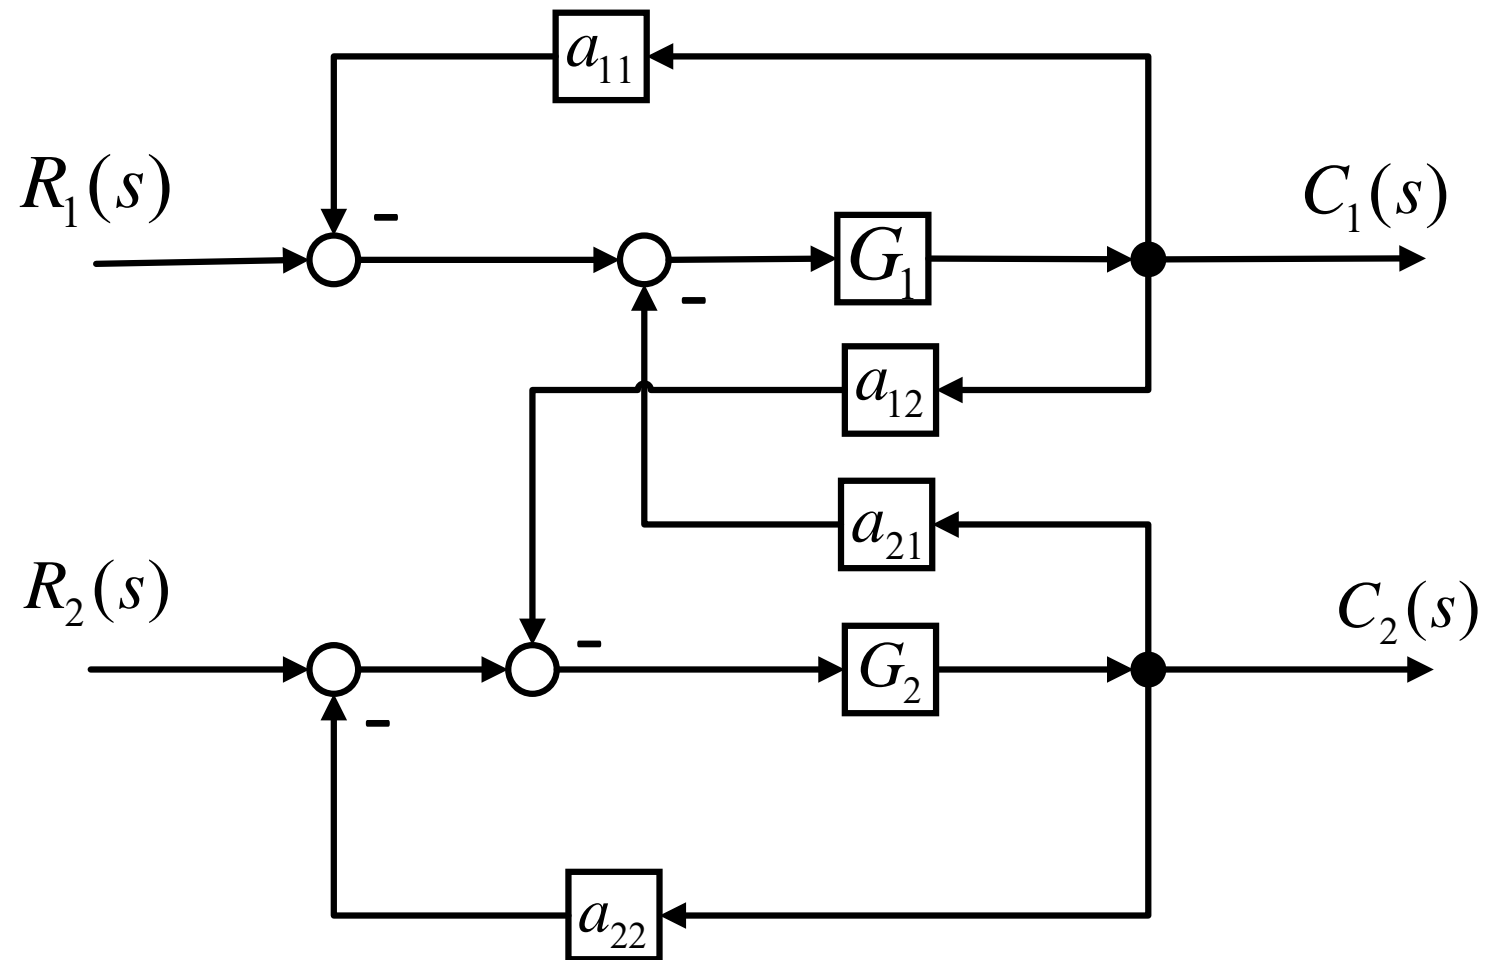 a₁₁
R₁(s)
-
G₁
C₁(s)
-
a₁₂
a₂₁
R₂(s)
-
G₂
C₂(s)
-
a₂₂